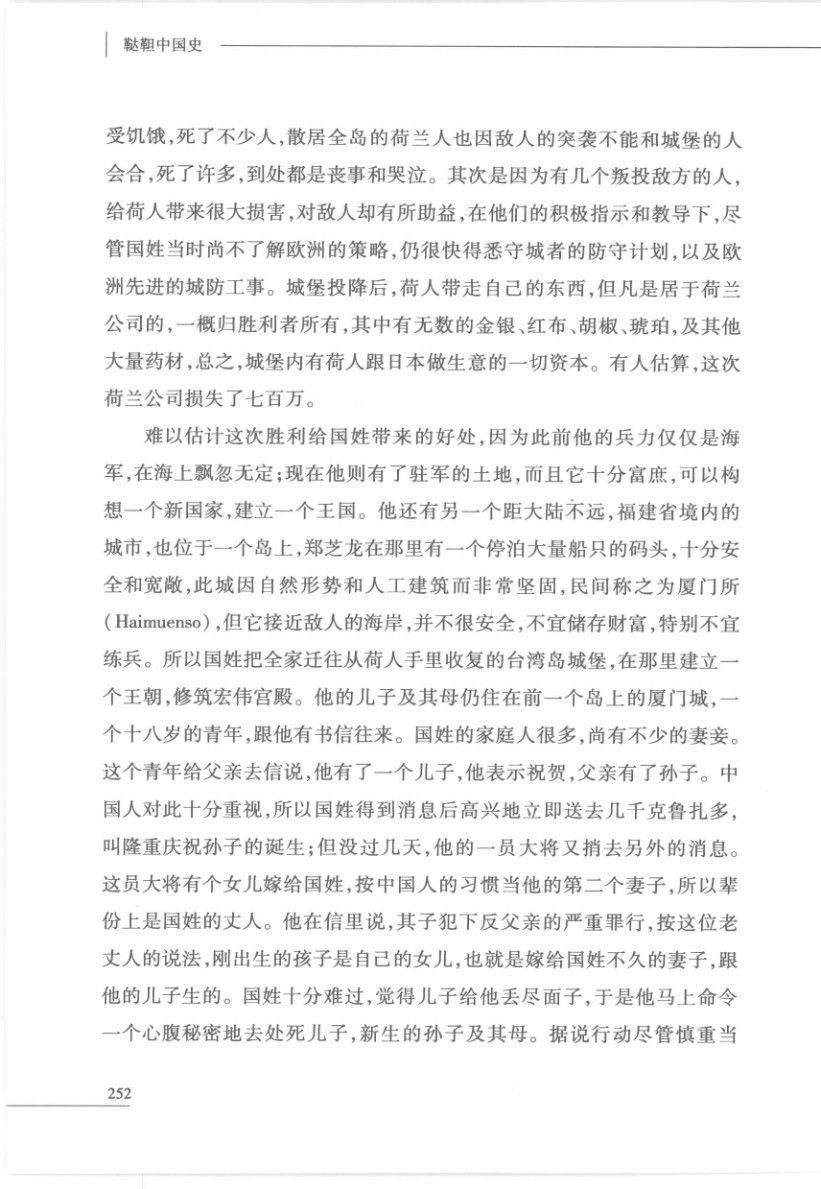 鞑靼中国史
受饥饿,死了不少人,散居全岛的荷兰人也因敌人的突袭不能和城堡的人
会合,死了许多,到处都是丧事和哭泣。其次是因为有几个叛投敌方的人,
给荷人带来很大损害,对敌人却有所助益,在他们的积极指示和教导下,尽
管国姓当时尚不了解欧洲的策略,仍很快得悉守城者的防守计划,以及欧
洲先进的城防工事。城堡投降后,荷人带走自己的东西,但凡是居于荷兰
公司的,一概归胜利者所有,其中有无数的金银、红布、胡椒、琥珀,及其他
大量药材,总之,城堡内有荷人跟日本做生意的一切资本。有人估算,这次
荷兰公司损失了七百万。
难以估计这次胜利给国姓带来的好处,因为此前他的兵力仅仅是海
军,在海上飘忽无定;现在他则有了驻军的土地,而且它十分富庶,可以构
想一个新国家,建立一个王国。他还有另一个距大陆不远,福建省境内的
城市,也位于一个岛上,郑芝龙在那里有一个停泊大量船只的码头,十分安
全和宽敞,此城因自然形势和人工建筑而非常坚固,民间称之为厦门所
(Haimuenso),但它接近敌人的海岸,并不很安全,不宜储存财富,特别不宜
练兵。所以国姓把全家迁往从荷人手里收复的台湾岛城堡,在那里建立一
个王朝,修筑宏伟宫殿。他的儿子及其母仍住在前一个岛上的厦门城,一
个十八岁的青年,跟他有书信往来。国姓的家庭人很多,尚有不少的妻妾。
这个青年给父亲去信说,他有了一个儿子,他表示祝贺,父亲有了孙子。中
国人对此十分重视,所以国姓得到消息后高兴地立即送去几千克鲁扎多,
叫隆重庆祝孙子的诞生;但没过几天,他的一员大将又捎去另外的消息。
这员大将有个女儿嫁给国姓,按中国人的习惯当他的第二个妻子,所以辈
份上是国姓的丈人。他在信里说,其子犯下反父亲的严重罪行,按这位老
丈人的说法,刚出生的孩子是自己的女儿,也就是嫁给国姓不久的妻子,跟
他的儿子生的。国姓十分难过,觉得儿子给他丢尽面子,于是他马上命令
一个心腹秘密地去处死儿子,新生的孙子及其母。据说行动尽管慎重当
252